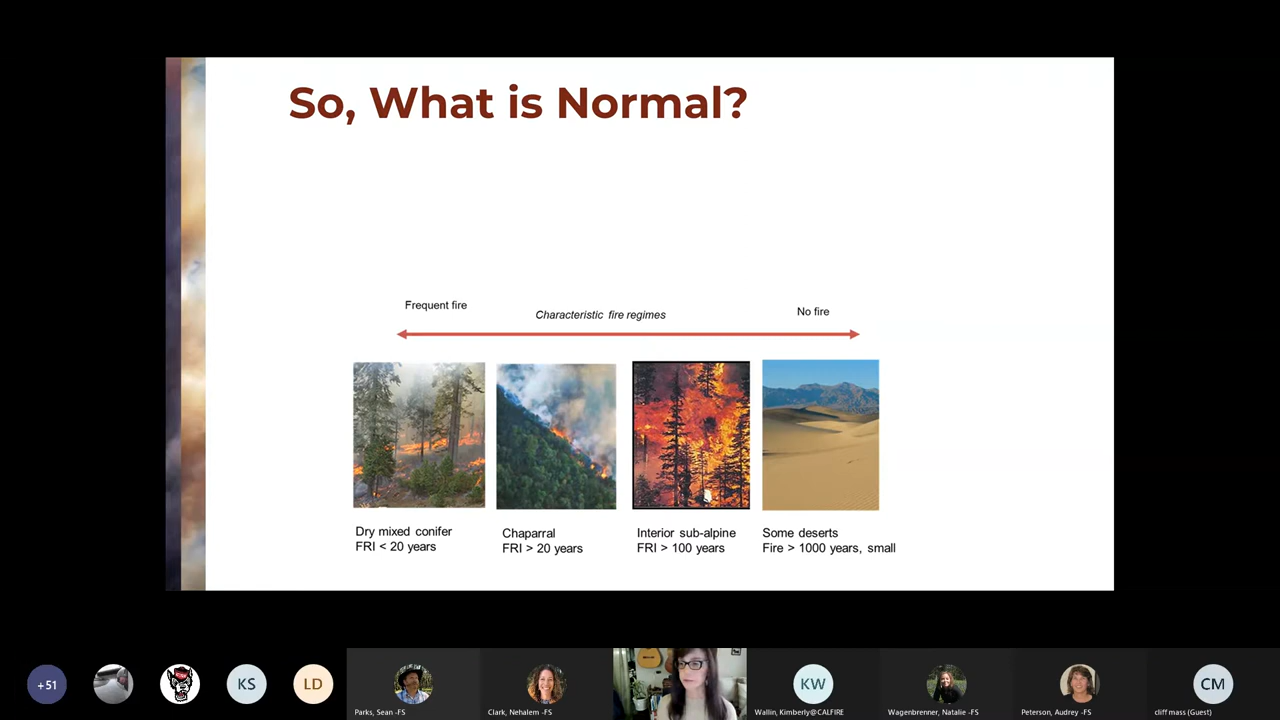 So, What is Normal?
Frequent fire
Characteristic fire regimes
No fire
Dry mixed conifer
FRI < 20 years
Chaparral
FRI > 20 years
Interior sub-alpine
FRI > 100 years
Some deserts
Fire > 1000 years, small
+51
KS
LD
KW
CM
Parks, Sean -FS
Clark, Nehalem -FS
Wallin, Kimberly@CALFIRE
Wagenbrenner, Natalie -FS
Peterson, Audrey -FS
cliff mass (Guest)